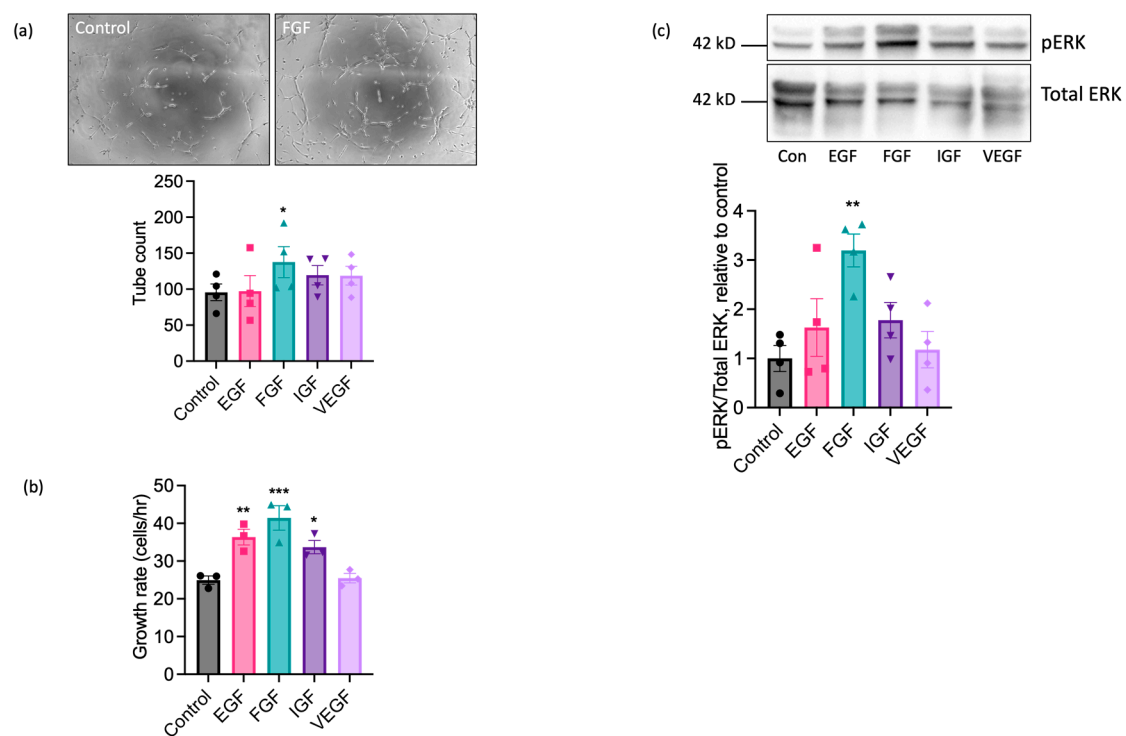 (a)
Control
FGF
Tube count
250
200
150
100
50
0
*
Control
EGF
FGF
IGF
VEGF
(b)
Growth rate (cells/hr)
50
40
30
20
10
0
**
***
*
Control
EGF
FGF
IGF
VEGF
(c)
42 kD
pERK
42 kD
Total ERK
Con EGF FGF IGF VEGF
pERK/Total ERK, relative to control
4
3
2
1
0
**
Control
EGF
FGF
IGF
VEGF